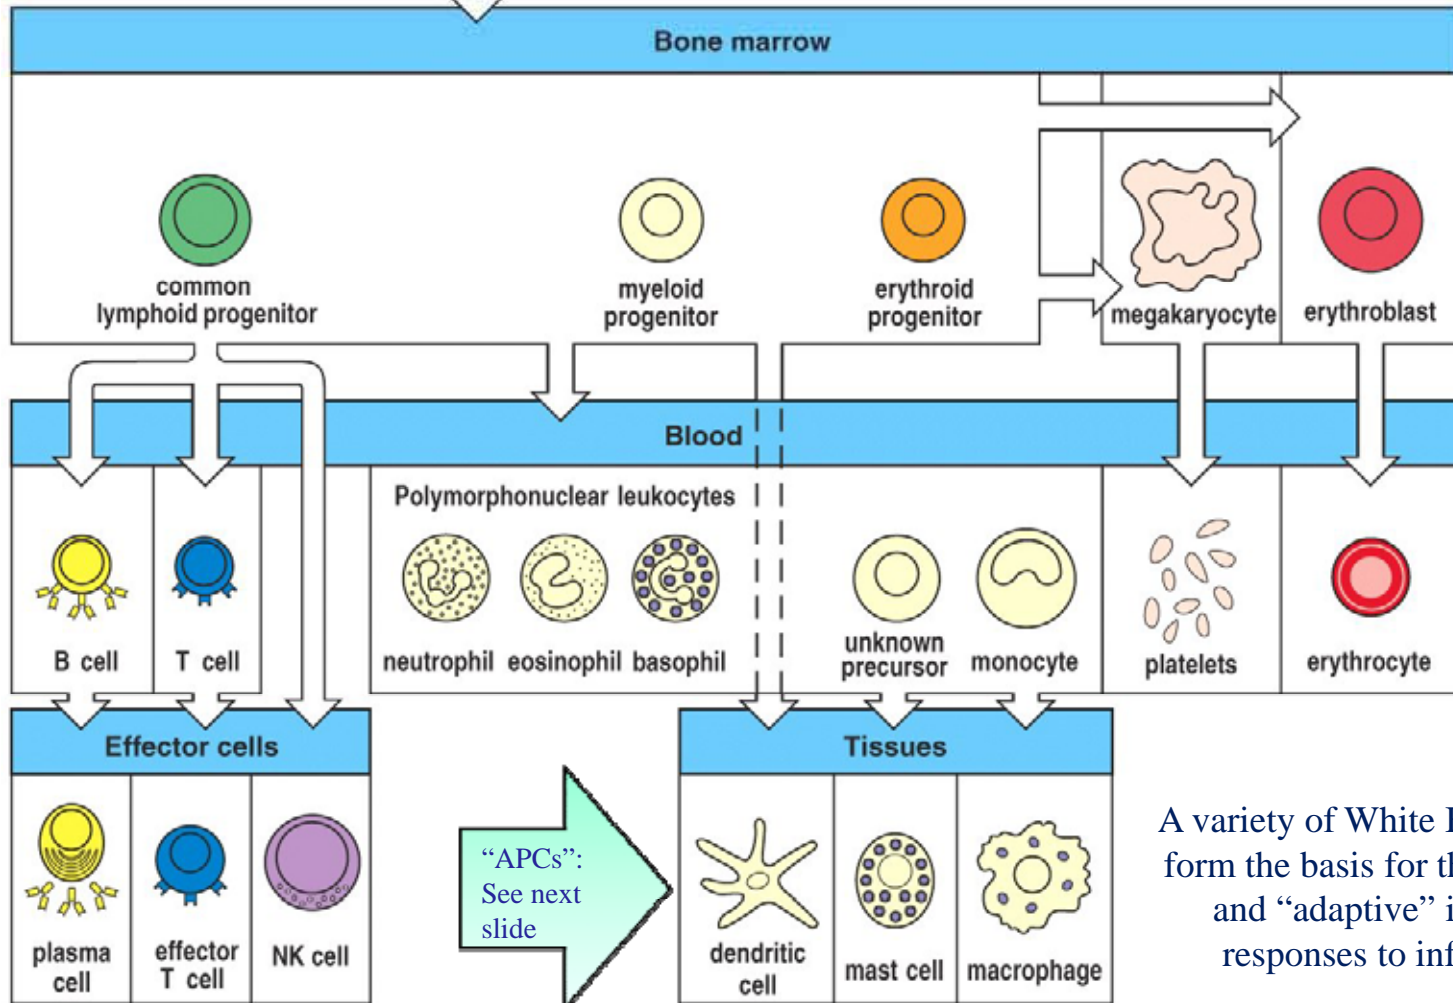 Bone marrow
common
lymphoid progenitor
myeloid
progenitor
erythroid
progenitor
megakaryocyte
erythroblast
Blood
Polymorphonuclear leukocytes
B cell
T cell
neutrophil
eosinophil
basophil
unknown
precursor
monocyte
platelets
erythrocyte
Effector cells
Tissues
plasma
cell
effector
T cell
NK cell
“APCs”:
See next
slide
dendritic
cell
mast cell
macrophage
A variety of White
form the basis for
and “adaptive”
responses to